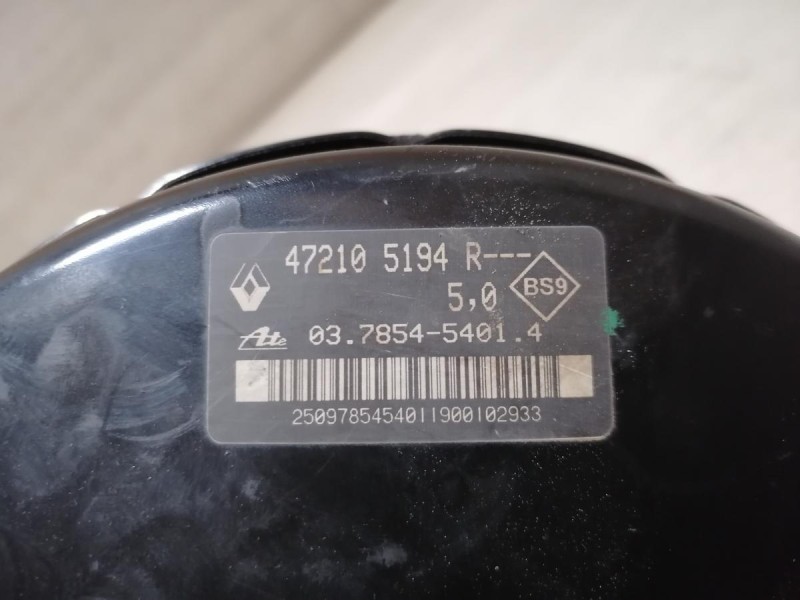 47210 5194 R---
5,0
BS9
Ate 03.7854-5401.4
2509785454011900102933